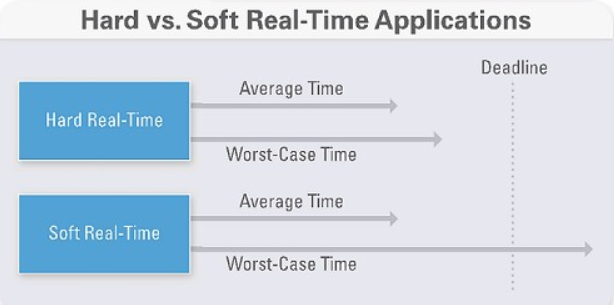 Hard vs. Soft Real-Time Applications
Deadline
Average Time
Hard Real-Time
Worst-Case Time
Average Time
Soft Real-Time
Worst-Case Time